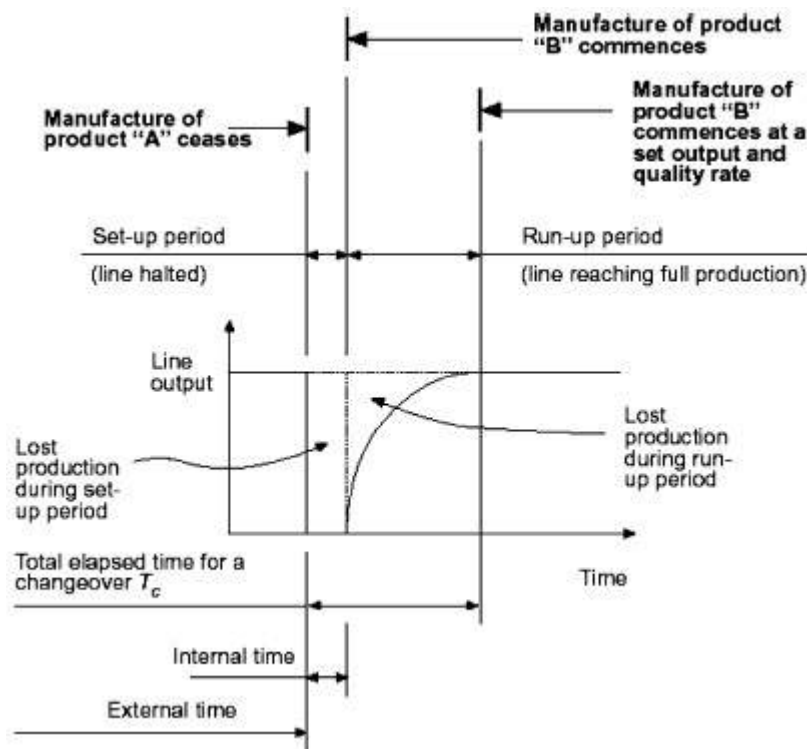 Manufacture of product
“B” commences
Manufacture of
product “A” ceases
Manufacture of
product “B”
commences at a
set output and
quality rate
Set-up period
(line halted)
Run-up period
(line reaching full production)
Line
output
Lost
production
during set-
up period
Lost
production
during run-
up period
Total elapsed time for a
changeover Tc
Time
Internal time
External time